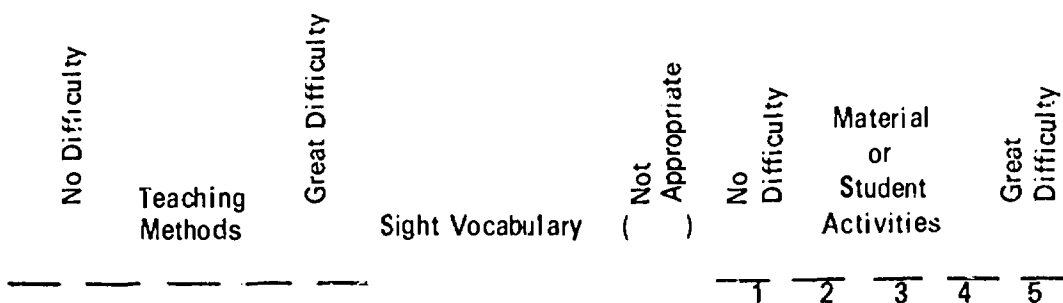 No Difficulty
Teaching
Methods
Great Difficulty
Sight Vocabulary
Not
Appropriate
( )
No
Difficulty
Material
or
Student
Activities
Great
Difficulty
1 2 3 4 5